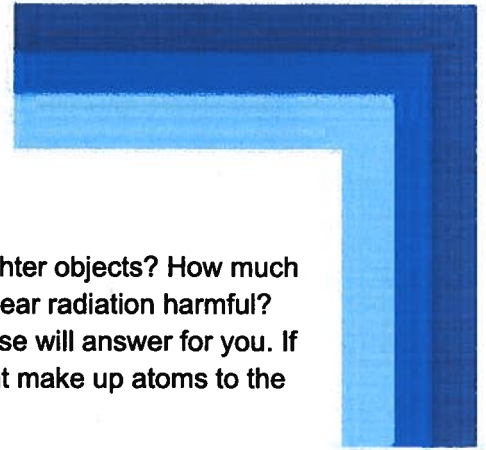 hter objects? How much
ear radiation harmful?
se will answer for you. If
t make up atoms to the